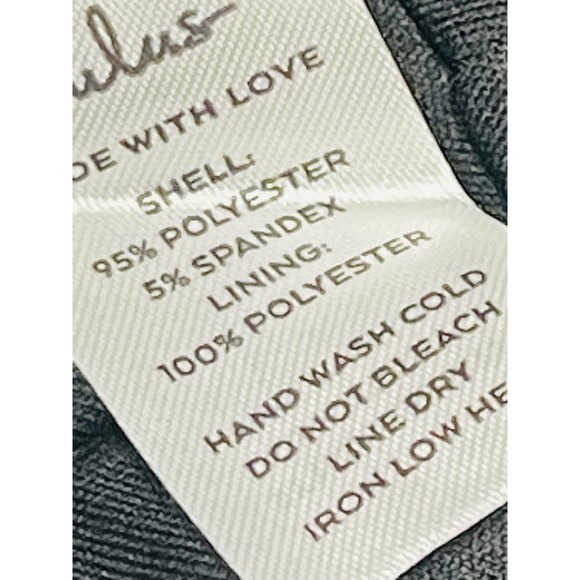 ulus
DE WITH LOVE
SHELL:
95% POLYESTER
5% SPANDEX
LINING:
100% POLYESTER
HAND WASH COLD
DO NOT BLEACH
LINE DRY
IRON LOW HE